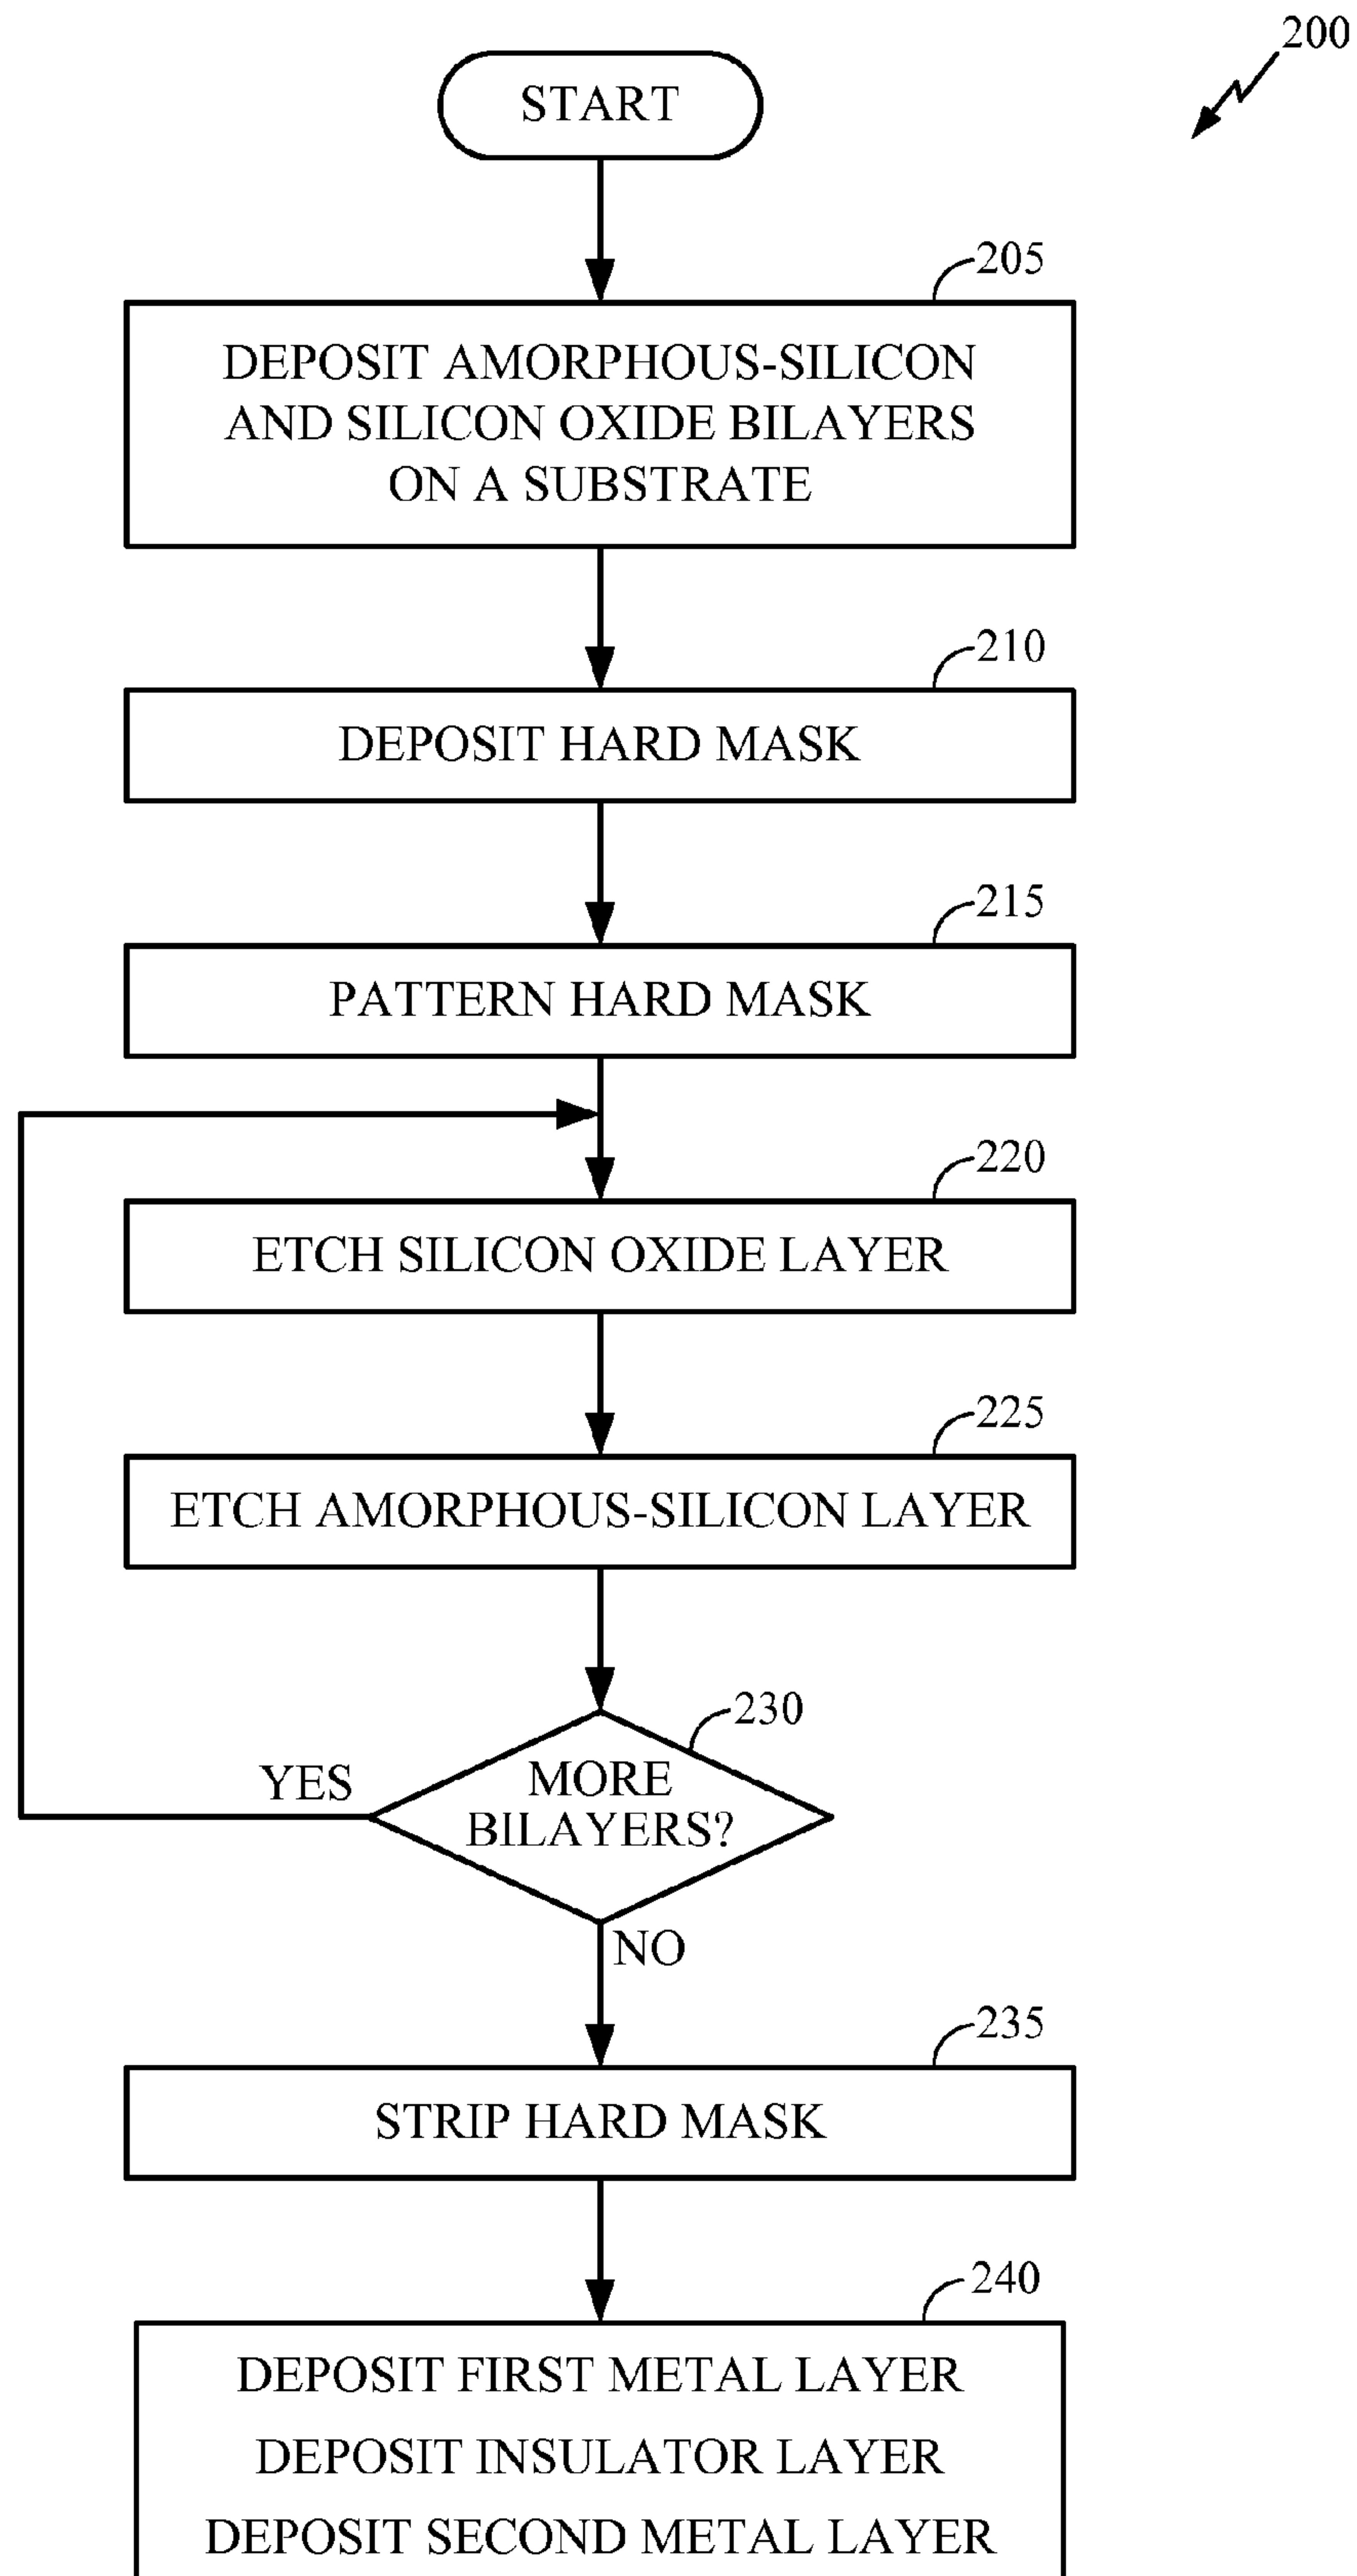 200
START
205
DEPOSIT AMORPHOUS-SILICON
AND SILICON OXIDE BILAYERS
ON A SUBSTRATE
210
DEPOSIT HARD MASK
215
PATTERN HARD MASK
220
ETCH SILICON OXIDE LAYER
225
ETCH AMORPHOUS-SILICON LAYER
230
YES
MORE
BILAYERS?
NO
235
STRIP HARD MASK
240
DEPOSIT FIRST METAL LAYER
DEPOSIT INSULATOR LAYER
DEPOSIT SECOND METAL LAYER